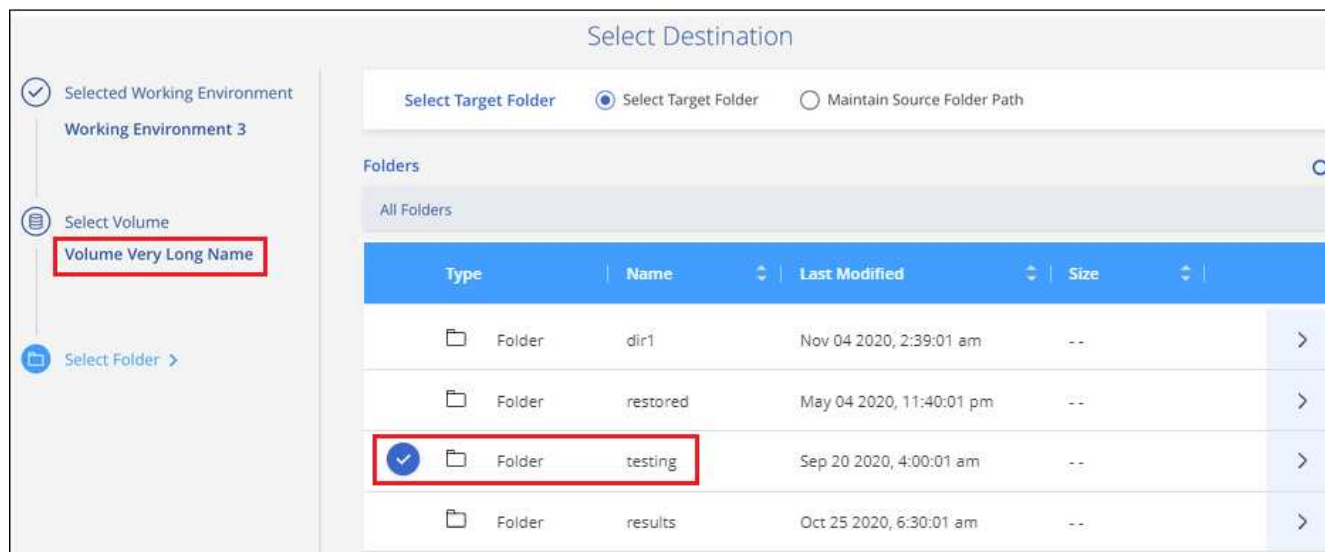 Select Destination
Selected Working Environment
Working Environment 3
Select Volume
Volume Very Long Name
Select Folder >
Select Target Folder Select Target Folder Maintain Source Folder Path
Folders
All Folders
Type Name Last Modified Size
Folder dir1 Nov 04 2020, 2:39:01 am - -
Folder restored May 04 2020, 11:40:01 pm - -
Folder testing Sep 20 2020, 4:00:01 am - -
Folder results Oct 25 2020, 6:30:01 am - -